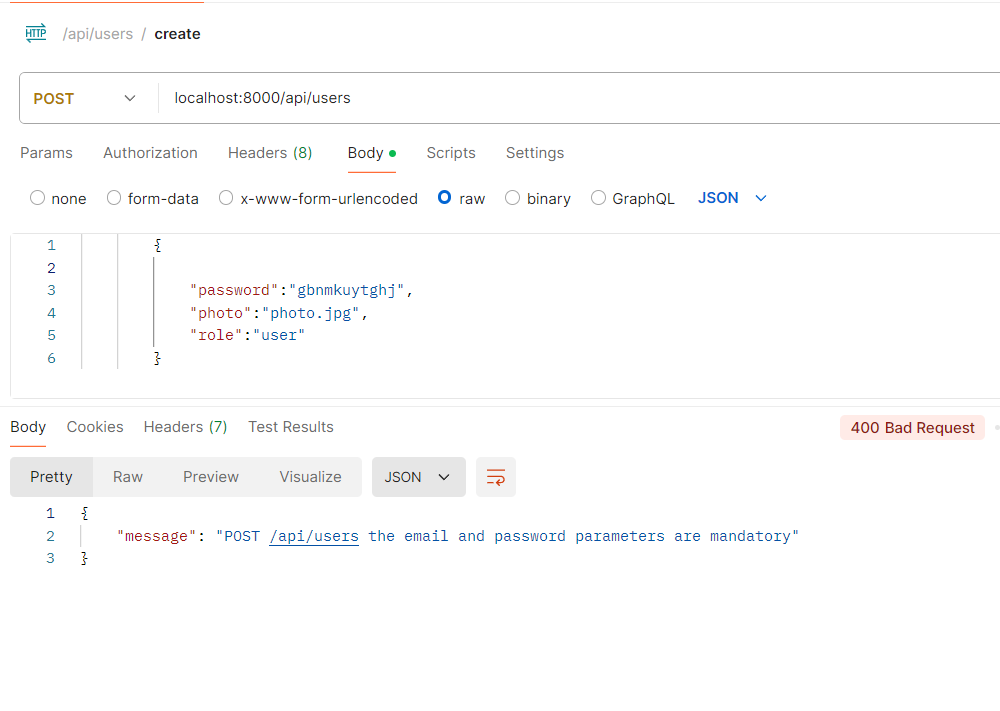 HTTP /api/users / create
POST localhost:8000/api/users
Params Authorization Headers (8) Body Scripts Settings
none form-data x-www-form-urlencoded raw binary GraphQL JSON
1 {
2
3 "password":"gbnmkuytghj",
4 "photo":"photo.jpg",
5 "role":"user"
6 }
Body Cookies Headers (7) Test Results 400 Bad Request
Pretty Raw Preview Visualize JSON
1 {
2 "message": "POST /api/users the email and password parameters are mandatory"
3 }